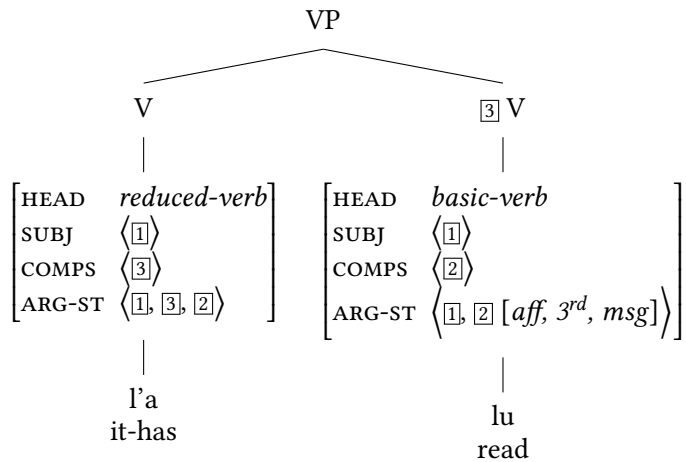 VP
V 3 V
HEAD reduced-verb
SUBJ ⟨1⟩
COMPS ⟨3⟩
ARG-ST ⟨1, 3, 2⟩
HEAD basic-verb
SUBJ ⟨1⟩
COMPS ⟨2⟩
ARG-ST ⟨1, 2 [aff, 3rd, msg]⟩
l’a
it-has
lu
read